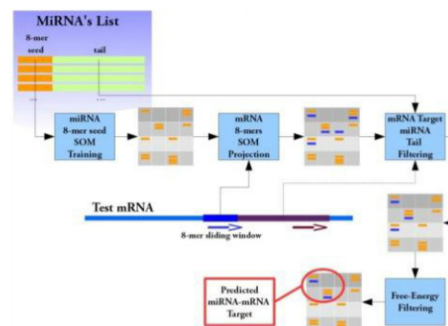 MiRNA's List
8-mer
seed
tail
...
...
miRNA
8-mer seed
SOM
Training
mRNA
8-mers
SOM
Projection
mRNA Target
miRNA
Tail
Filtering
Test mRNA
8-mer sliding window
Predicted
miRNA-mRNA
Target
Free-Energy
Filtering